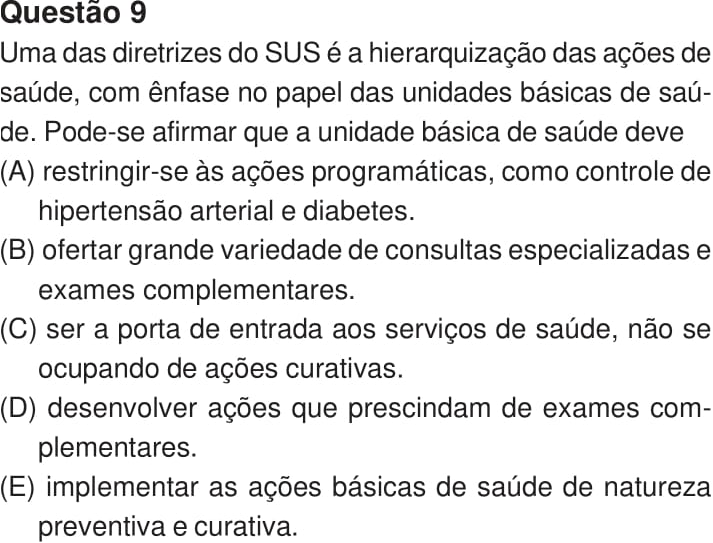 Questão 9
Uma das diretrizes do SUS é a hierarquização das ações de
saúde, com ênfase no papel das unidades básicas de saú-
de. Pode-se afirmar que a unidade básica de saúde deve
(A) restringir-se às ações programáticas, como controle de
hipertensão arterial e diabetes.
(B) ofertar grande variedade de consultas especializadas e
exames complementares.
(C) ser a porta de entrada aos serviços de saúde, não se
ocupando de ações curativas.
(D) desenvolver ações que prescindam de exames com-
plementares.
(E) implementar as ações básicas de saúde de natureza
preventiva e curativa.